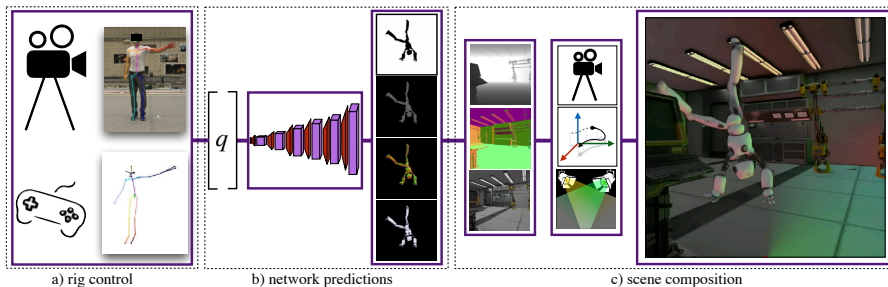 q
a) rig control
b) network predictions
c) scene composition